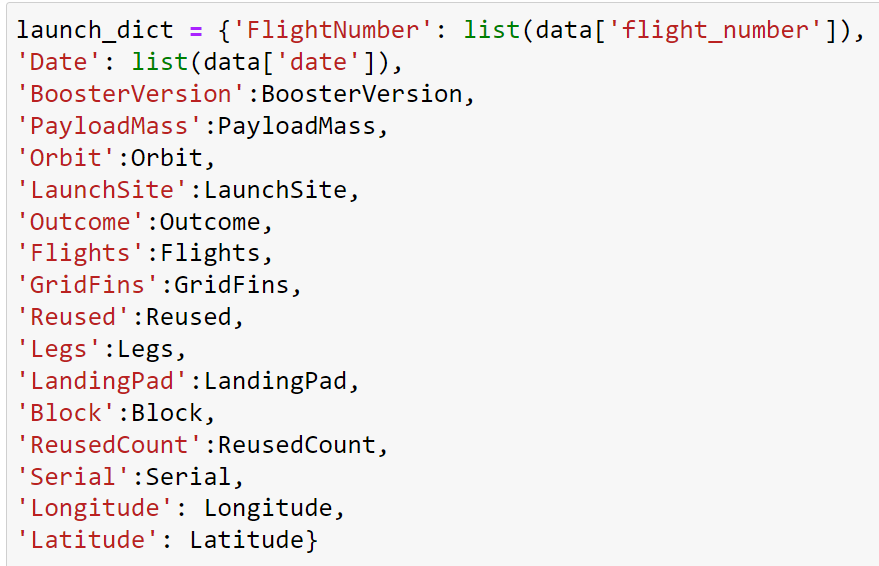 launch_dict = {'FlightNumber': list(data['flight_number']),
'Date': list(data['date']),
'BoosterVersion':BoosterVersion,
'PayloadMass':PayloadMass,
'Orbit':Orbit,
'LaunchSite':LaunchSite,
'Outcome':Outcome,
'Flights':Flights,
'GridFins':GridFins,
'Reused':Reused,
'Legs':Legs,
'LandingPad':LandingPad,
'Block':Block,
'ReusedCount':ReusedCount,
'Serial':Serial,
'Longitude': Longitude,
'Latitude': Latitude}